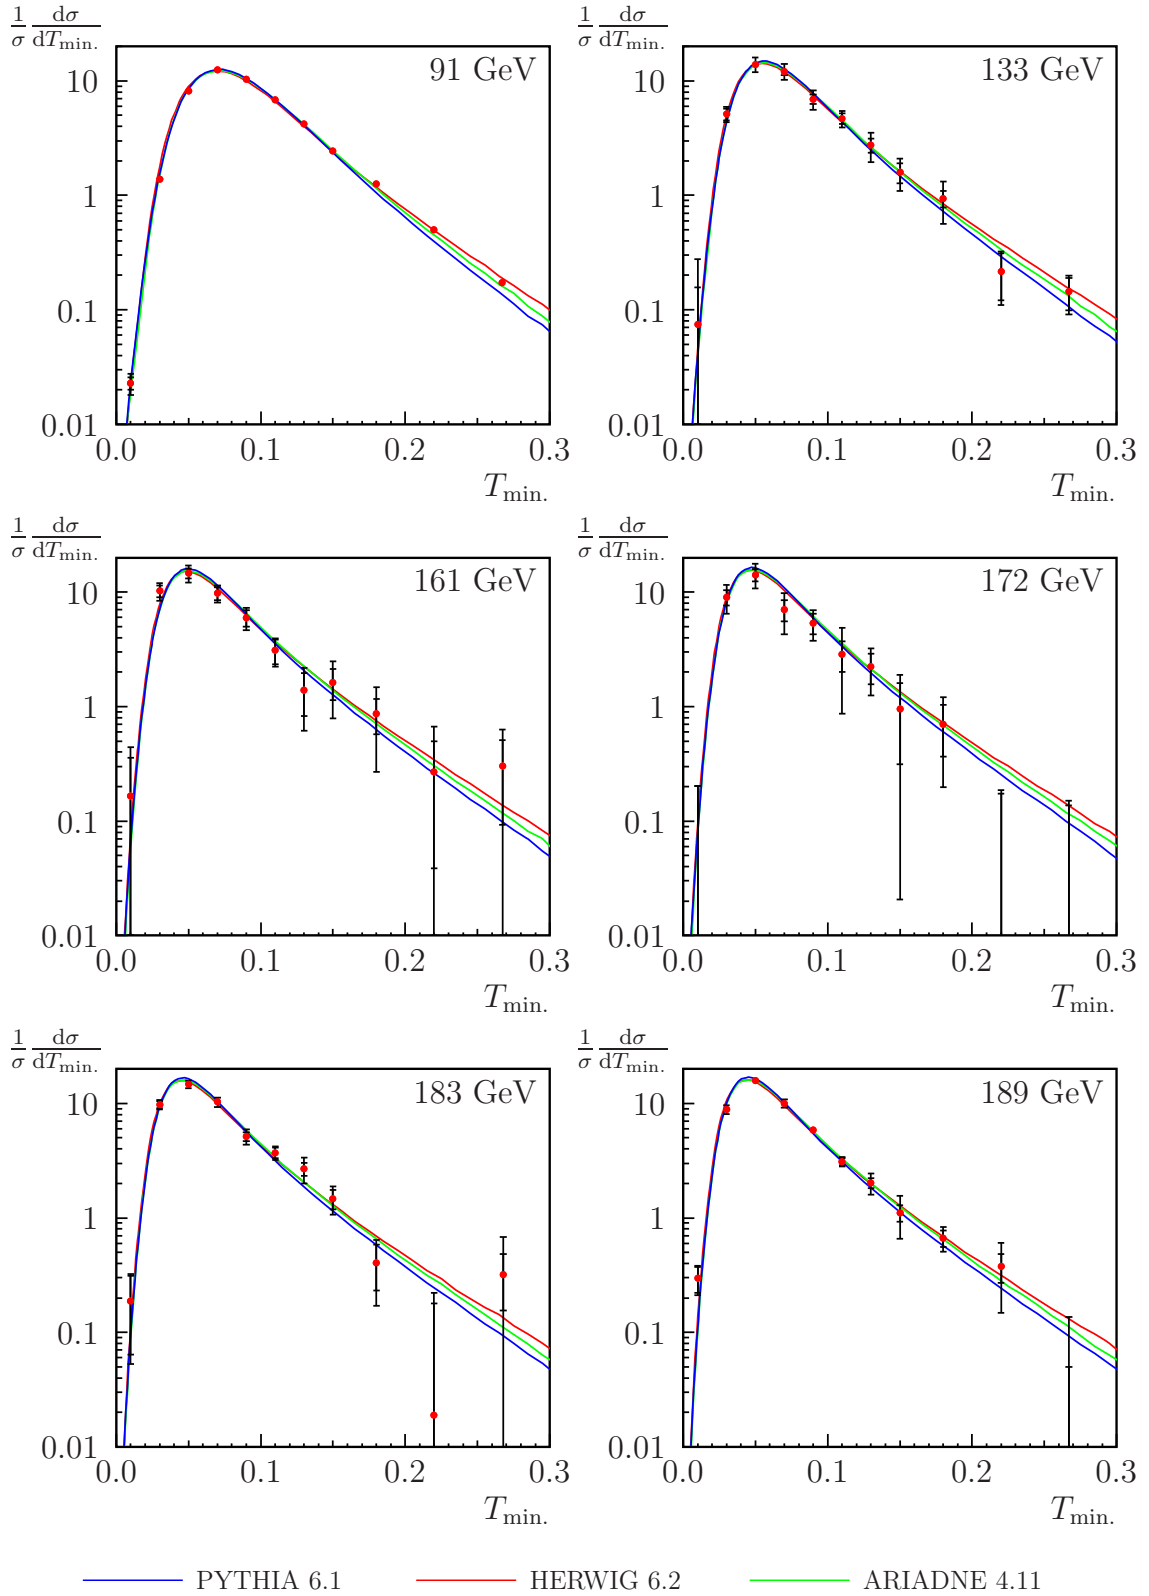 1/σ dσ/dT_min. 1/σ dσ/dT_min.
91 GeV 133 GeV
10 10
1 1
0.1 0.1
0.01 0.01
0.0 0.1 0.2 0.3 0.0 0.1 0.2 0.3
T_min. T_min.
1/σ dσ/dT_min. 1/σ dσ/dT_min.
161 GeV 172 GeV
10 10
1 1
0.1 0.1
0.01 0.01
0.0 0.1 0.2 0.3 0.0 0.1 0.2 0.3
T_min. T_min.
1/σ dσ/dT_min. 1/σ dσ/dT_min.
183 GeV 189 GeV
10 10
1 1
0.1 0.1
0.01 0.01
0.0 0.1 0.2 0.3 0.0 0.1 0.2 0.3
T_min. T_min.
PYTHIA 6.1 HERWIG 6.2 ARIADNE 4.11